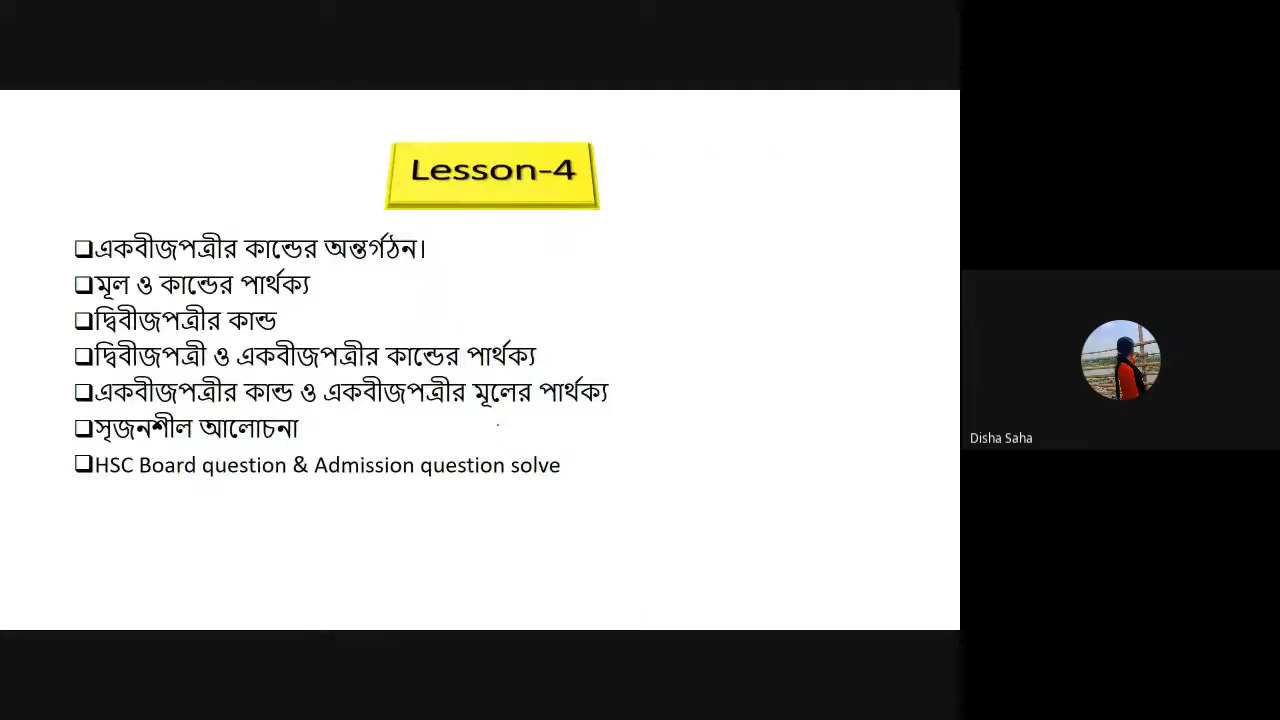 Lesson-4
❑একবীজপত্রীর কান্ডের অন্তর্গঠন।
❑মূল ও কান্ডের পার্থক্য
❑দ্বিবীজপত্রীর কান্ড
❑দ্বিবীজপত্রী ও একবীজপত্রীর কান্ডের পার্থক্য
❑একবীজপত্রীর কান্ড ও একবীজপত্রীর মূলের পার্থক্য
❑সৃজনশীল আলোচনা
❑HSC Board question & Admission question solve
Disha Saha